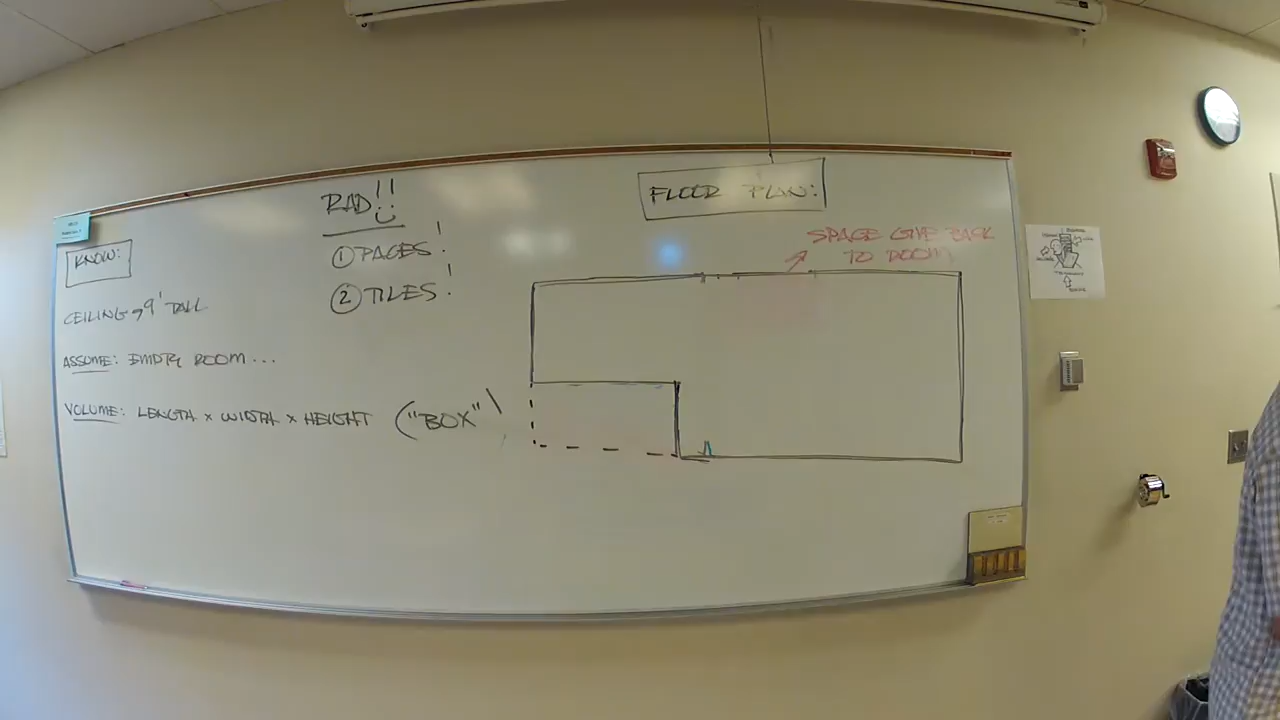 KNOW:
CEILING → 9' TALL
ASSUME: EMPTY ROOM...
VOLUME: LENGTH x WIDTH x HEIGHT ("BOX")
RAD!!
① PACES!
② TILES!
FLOOR PLAN:
SPACE GIVE BACK
TO ROOM